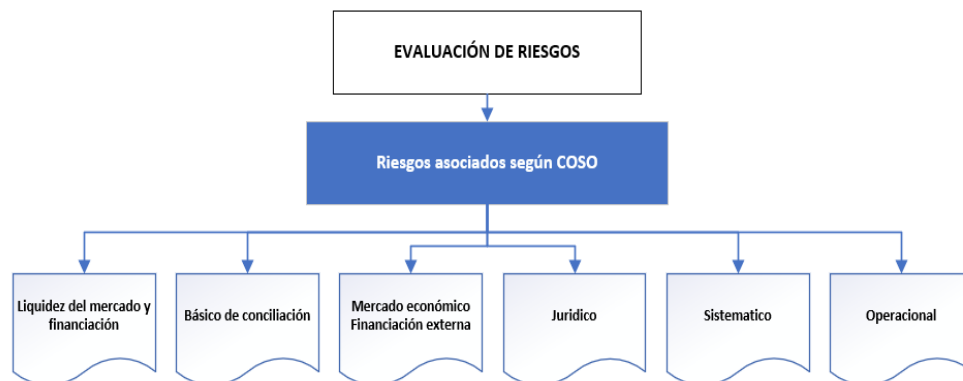 EVALUACIÓN DE RIESGOS
Riesgos asociados según COSO
Liquidez del mercado y
financiación
Básico de conciliación
Mercado económico
Financiación externa
Juridico
Sistematico
Operacional